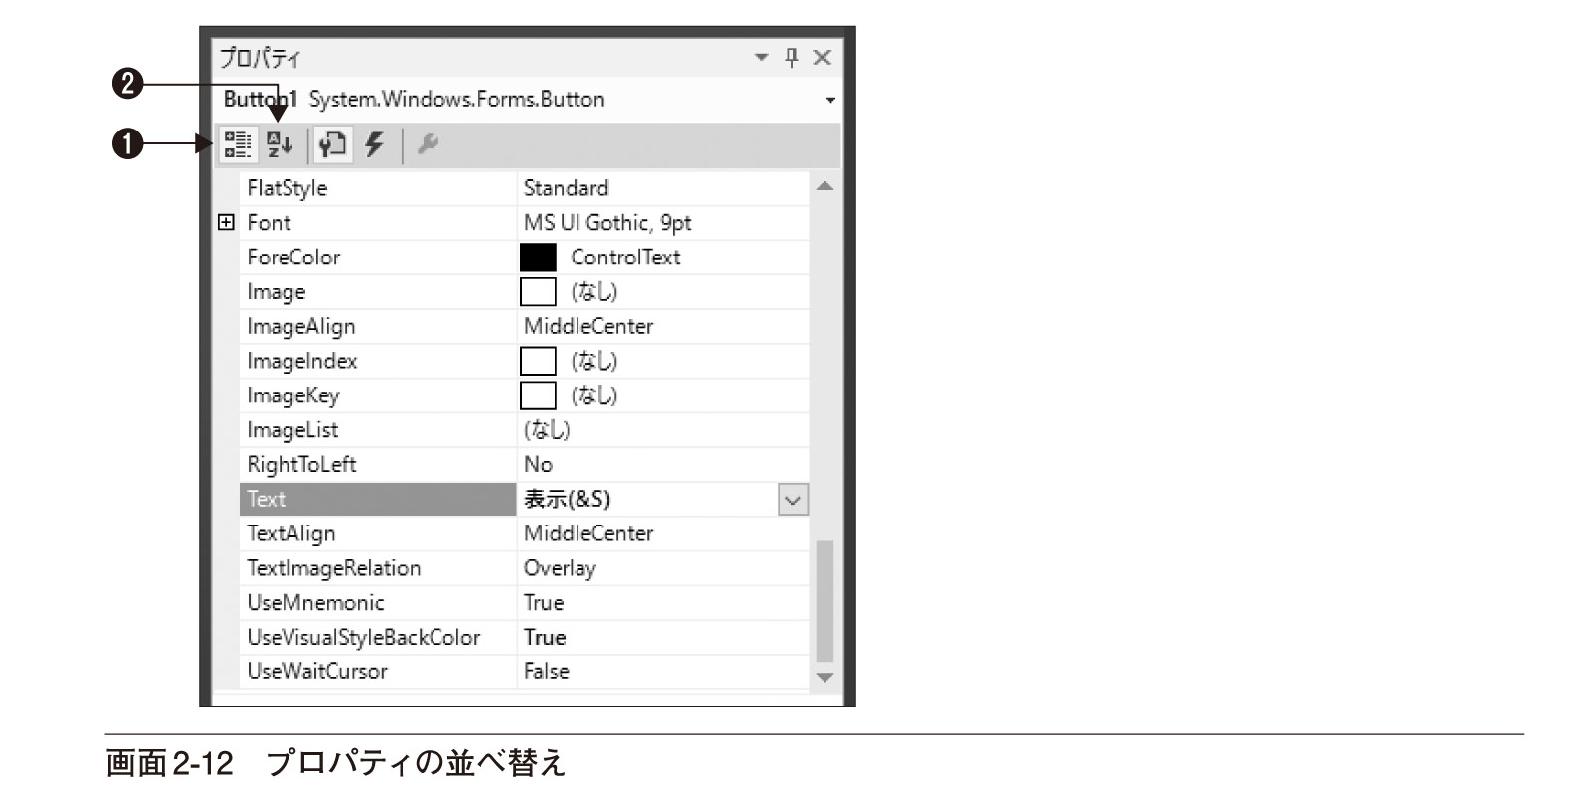 プロパティ
❷
Button1 System.Windows.Forms.Button
❶
FlatStyle Standard
Font MS UI Gothic, 9pt
ForeColor ControlText
Image (なし)
ImageAlign MiddleCenter
ImageIndex (なし)
ImageKey (なし)
ImageList (なし)
RightToLeft No
Text 表示(&S)
TextAlign MiddleCenter
TextImageRelation Overlay
UseMnemonic True
UseVisualStyleBackColor True
UseWaitCursor False
画面2-12 プロパティの並べ替え